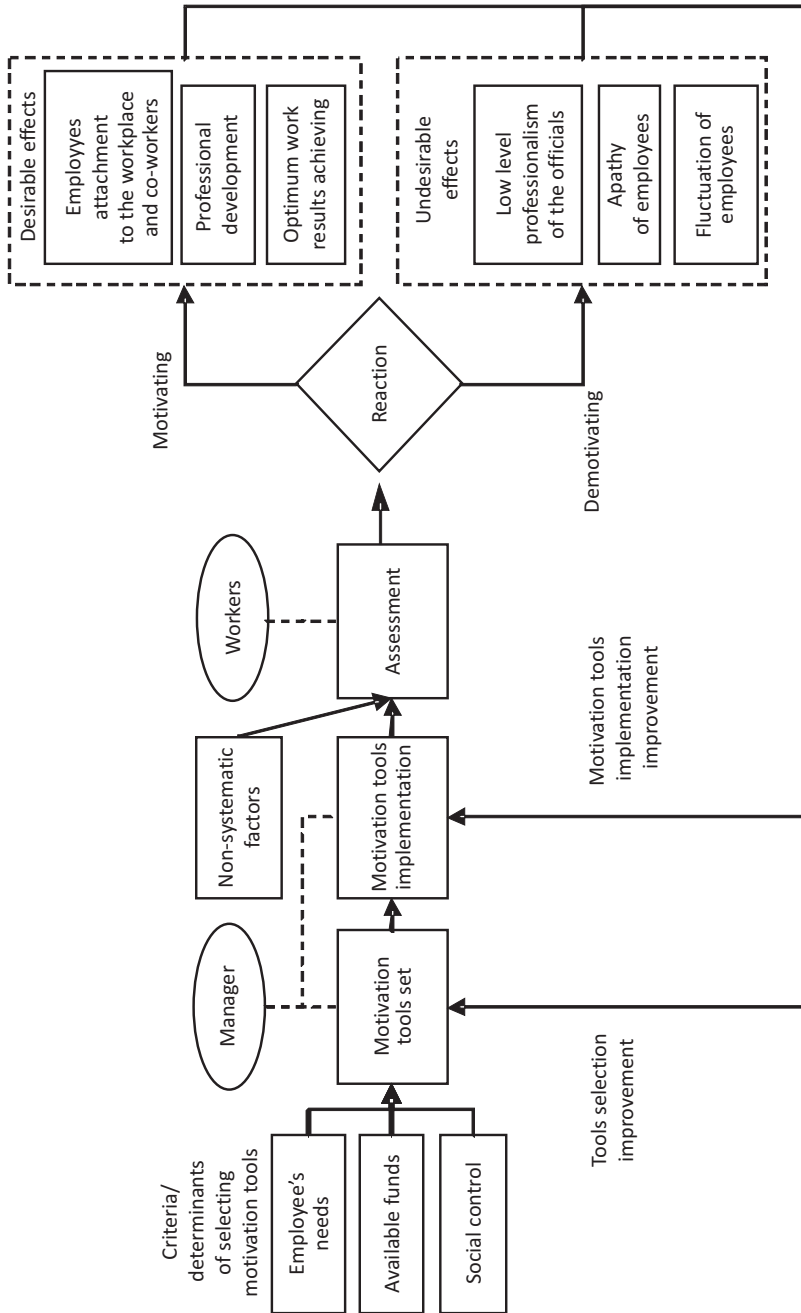 Criteria/
determinants
of selecting
motivation tools
Employee's
needs
Available funds
Social control
Manager
Motivation
tools set
Tools selection
improvement
Non-systematic
factors
Motivation tools
implementation
Motivation tools
implementation
improvement
Workers
Assessment
Reaction
Motivating
Demotivating
Desirable effects
Employyes
attachment
to the workplace
and co-workers
Professional
development
Optimum work
results achieving
Undesirable
effects
Low level
professionalism
of the officials
Apathy
of employees
Fluctuation of
employees